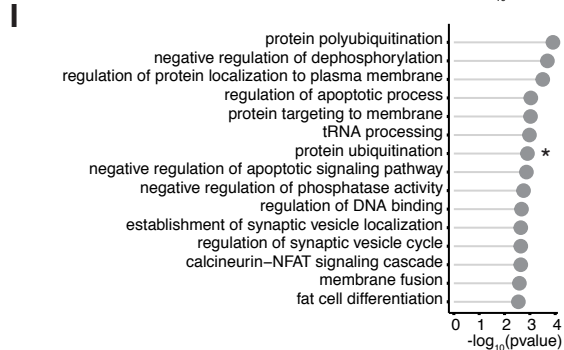 I
protein polyubiquitination
negative regulation of dephosphorylation
regulation of protein localization to plasma membrane
regulation of apoptotic process
protein targeting to membrane
tRNA processing
protein ubiquitination *
negative regulation of apoptotic signaling pathway
negative regulation of phosphatase activity
regulation of DNA binding
establishment of synaptic vesicle localization
regulation of synaptic vesicle cycle
calcineurin−NFAT signaling cascade
membrane fusion
fat cell differentiation
0 1 2 3 4
-log10(pvalue)